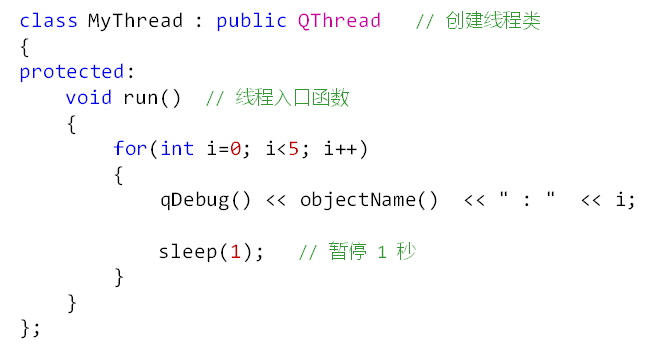 class MyThread : public QThread   // 创建线程类
{
protected:
    void run()  // 线程入口函数
    {
        for(int i=0; i<5; i++)
        {
            qDebug() << objectName()  << " : "  << i;

            sleep(1);   // 暂停 1 秒
        }
    }
};